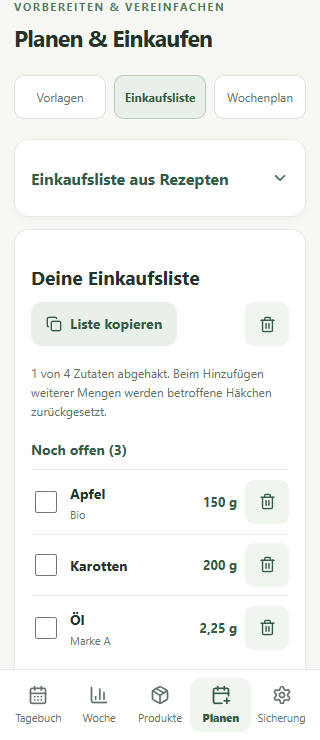 VORBEREITEN & VEREINFACHEN
Planen & Einkaufen
Vorlagen
Einkaufsliste
Wochenplan
Einkaufsliste aus Rezepten
Deine Einkaufsliste
Liste kopieren
1 von 4 Zutaten abgehakt. Beim Hinzufügen
weiterer Mengen werden betroffene Häkchen
zurückgesetzt.
Noch offen (3)
Apfel
150 g
Bio
Karotten
200 g
Öl
2,25 g
Marke A
Tagebuch
Woche
Produkte
Planen
Sicherung